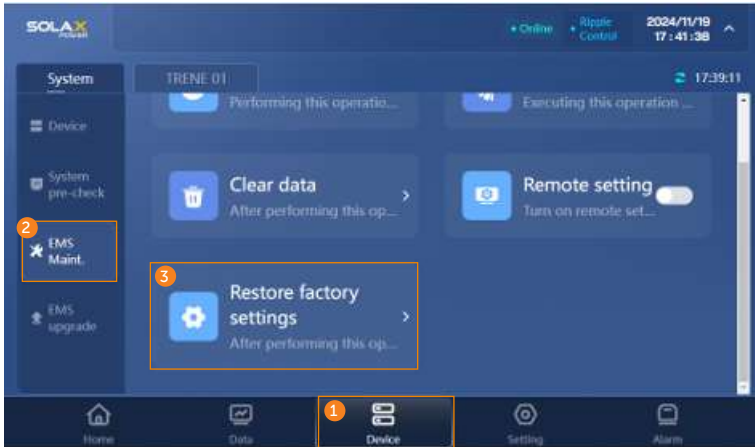 SOLAX
POWER
Online
Ripple
Control
2024/11/19
17:41:38
System
TRENE 01
17:39:11
Performing this operatio...
Executing this operation ...
Device
System
pre-check
Clear data
After performing this op...
Remote setting
Turn on remote set...
2
EMS
Maint.
3
Restore factory
settings
After performing this op...
EMS
upgrade
1
Home
Data
Device
Setting
Alarm